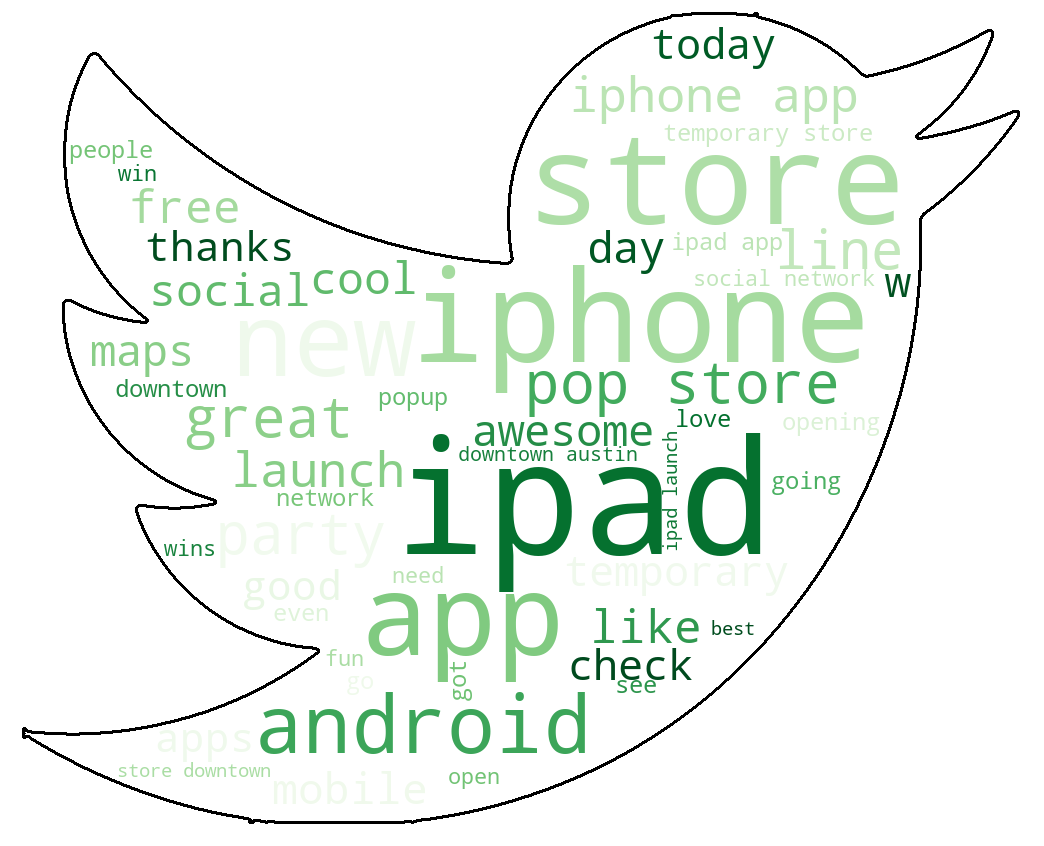 today
iphone app
temporary store
people
store
win
free
thanks
day
ipad app
line
social
cool
social network
w
new
iphone
maps
pop store
downtown
popup
love
great
opening
awesome
downtown austin
ipad launch
launch
ipad
going
network
party
wins
temporary
need
good
even
app
like
best
check
fun
go
got
see
android
apps
store downtown
open
mobile